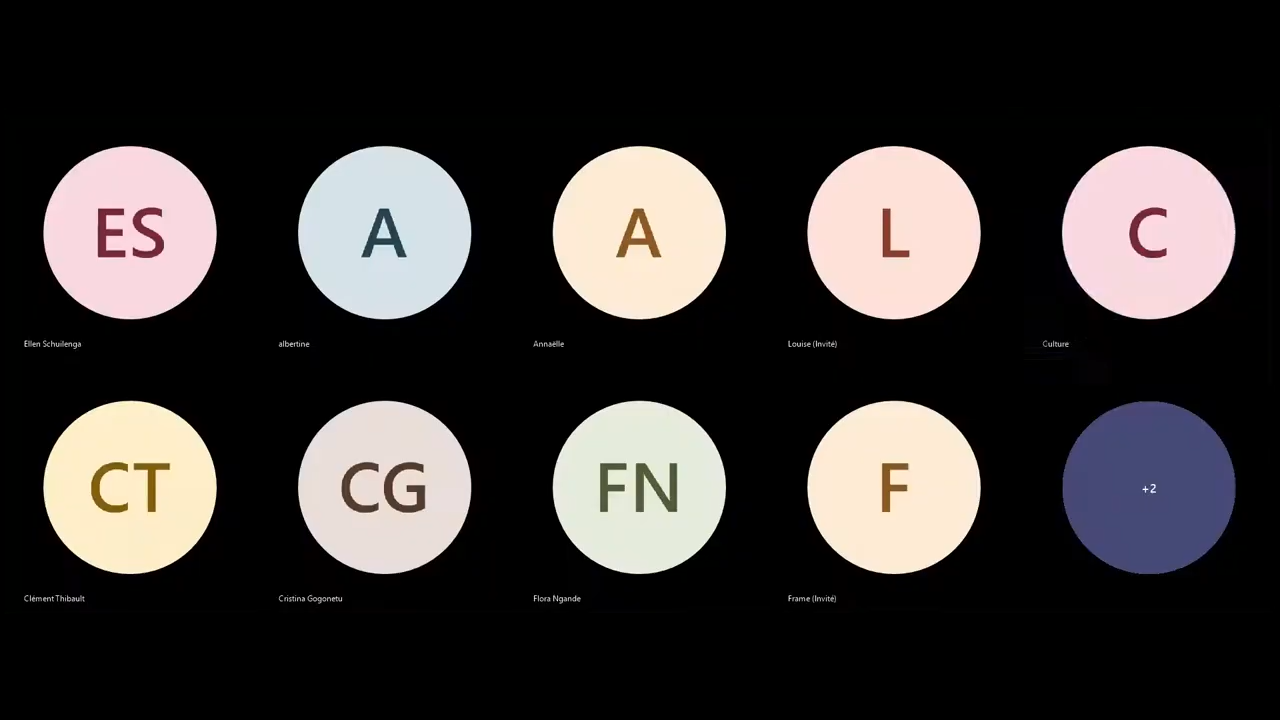 ES
A
A
L
C
Ellen Schuilenga
albertine
Annaëlle
Louise (Invité)
Culture
CT
CG
FN
F
+2
Clément Thibault
Cristina Gogonetu
Flora Ngande
Frame (Invité)